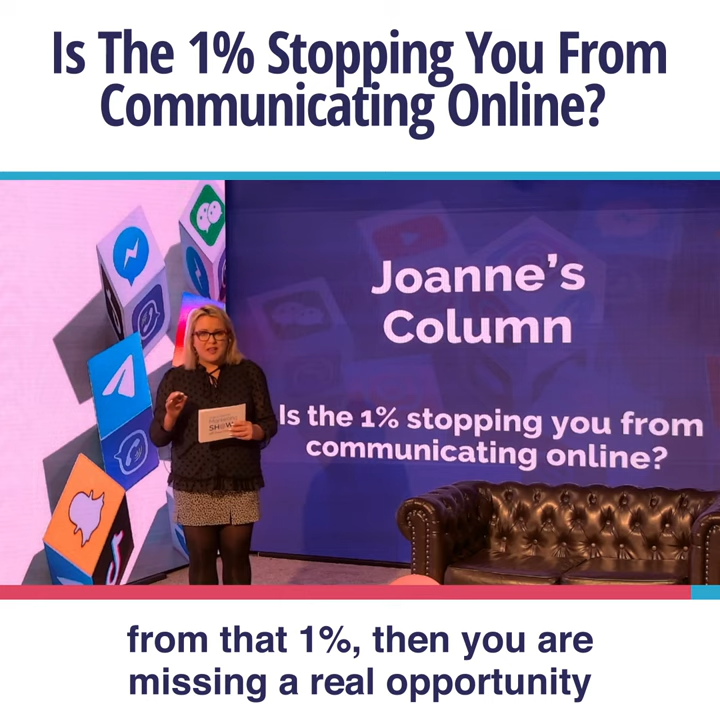 Is The 1% Stopping You From
Communicating Online?
Joanne's
Column
Is the 1% stopping you from
communicating online?
SHOW
from that 1%, then you are
missing a real opportunity